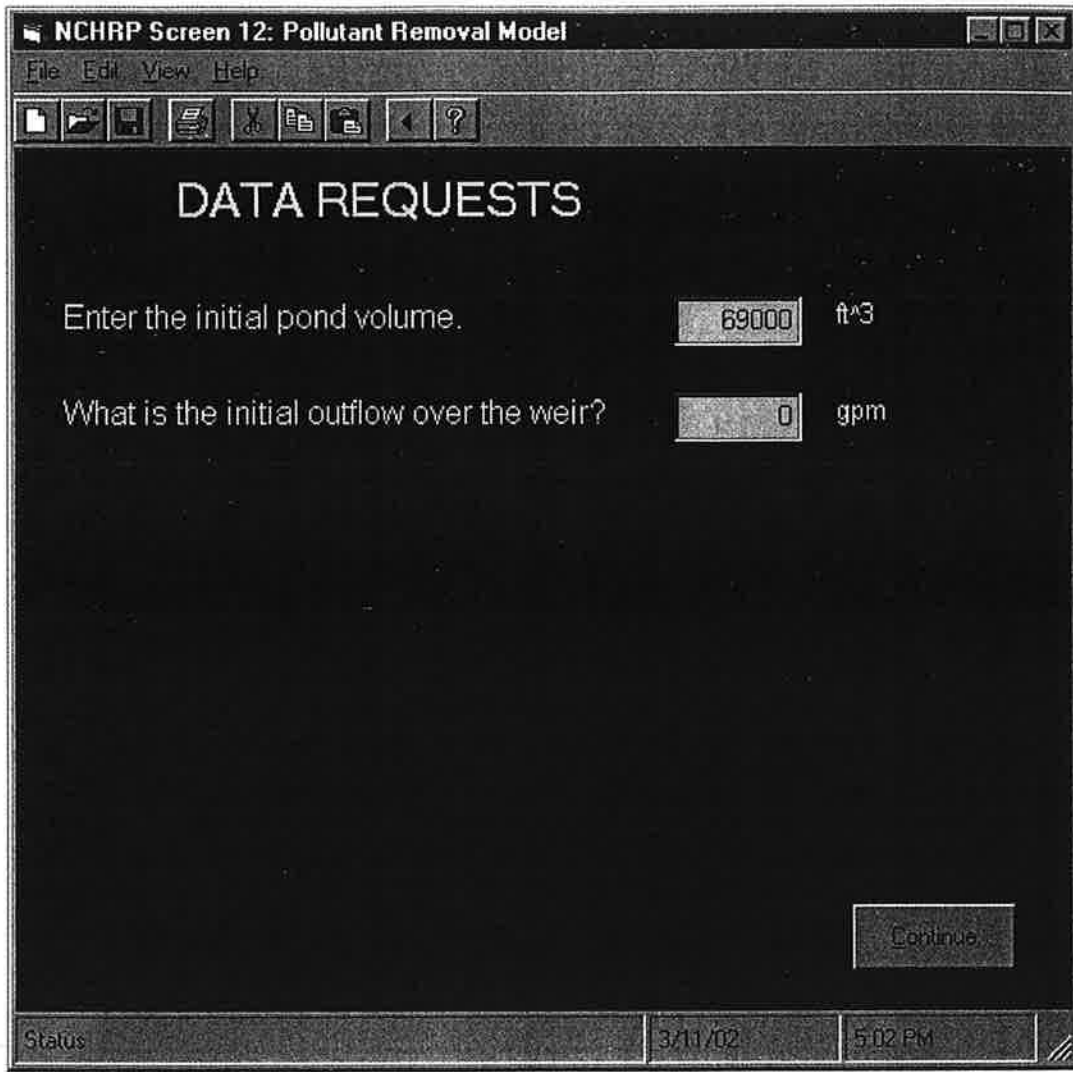 NCHRP Screen 12: Pollutant Removal Model
File Edit View Help
DATA REQUESTS
Enter the initial pond volume. 69000 ft^3
What is the initial outflow over the weir? 0 gpm
Continue
Status 3/11/02 5:02 PM